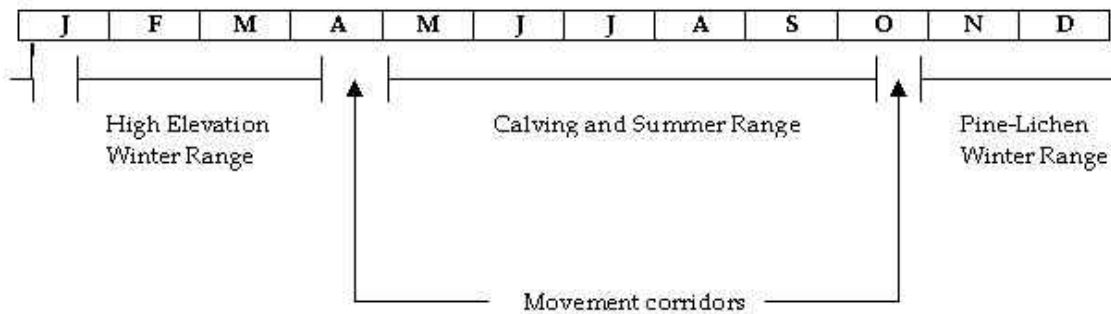 J F M A M J J A S O N D
High Elevation
Winter Range
Calving and Summer Range
Pine-Lichen
Winter Range
Movement corridors